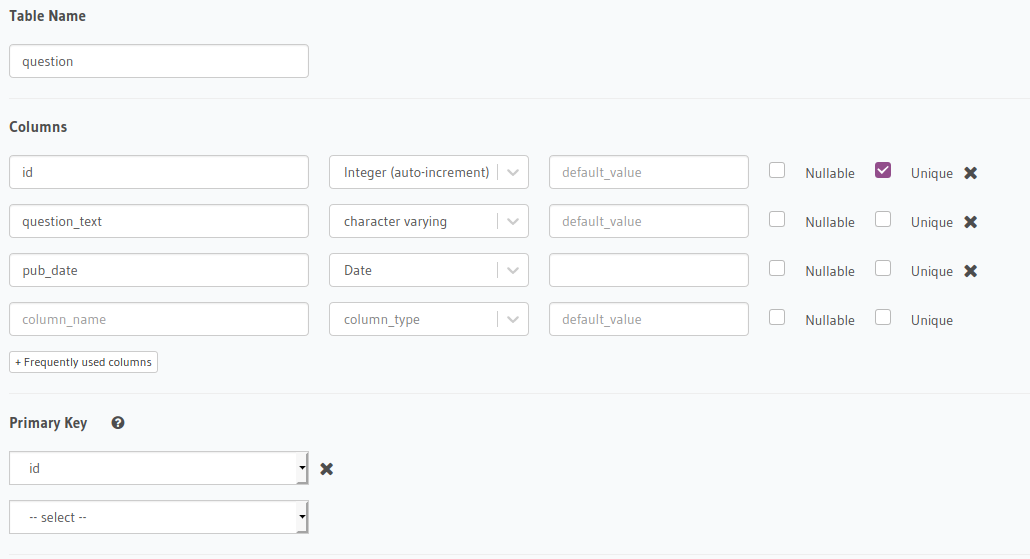 Table Name
question
Columns
id Integer (auto-increment) default_value Nullable Unique
question_text character varying default_value Nullable Unique
pub_date Date Nullable Unique
column_name column_type default_value Nullable Unique
+ Frequently used columns
Primary Key ?
id
-- select --